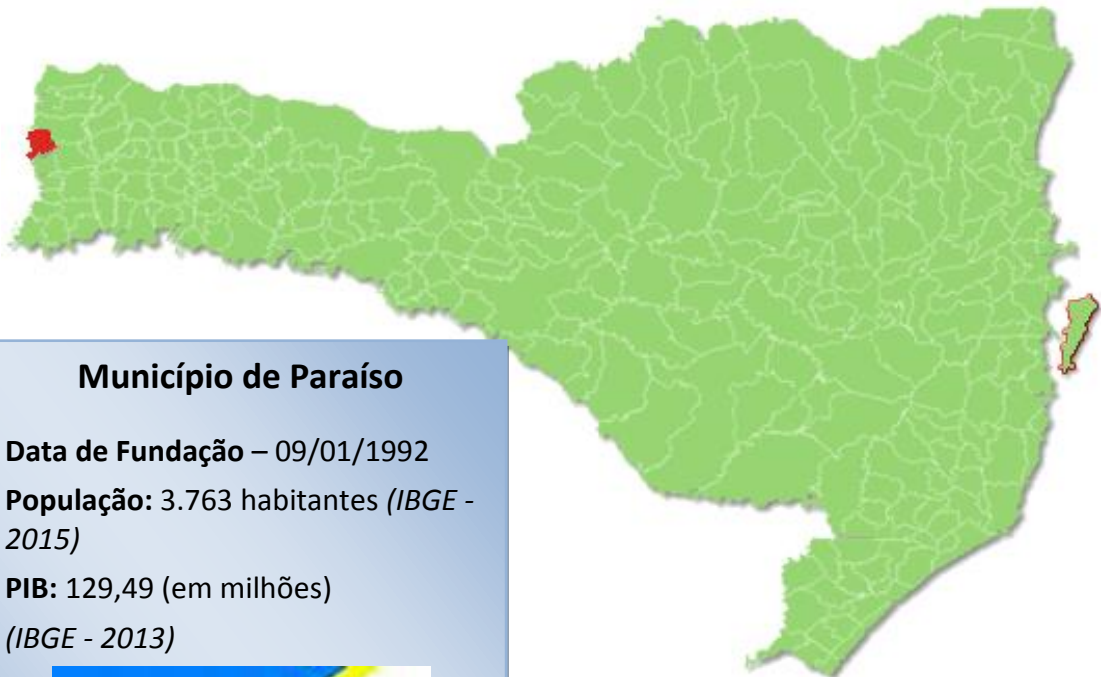 Município de Paraíso
Data de Fundação – 09/01/1992
População: 3.763 habitantes (IBGE -
2015)
PIB: 129,49 (em milhões)
(IBGE - 2013)